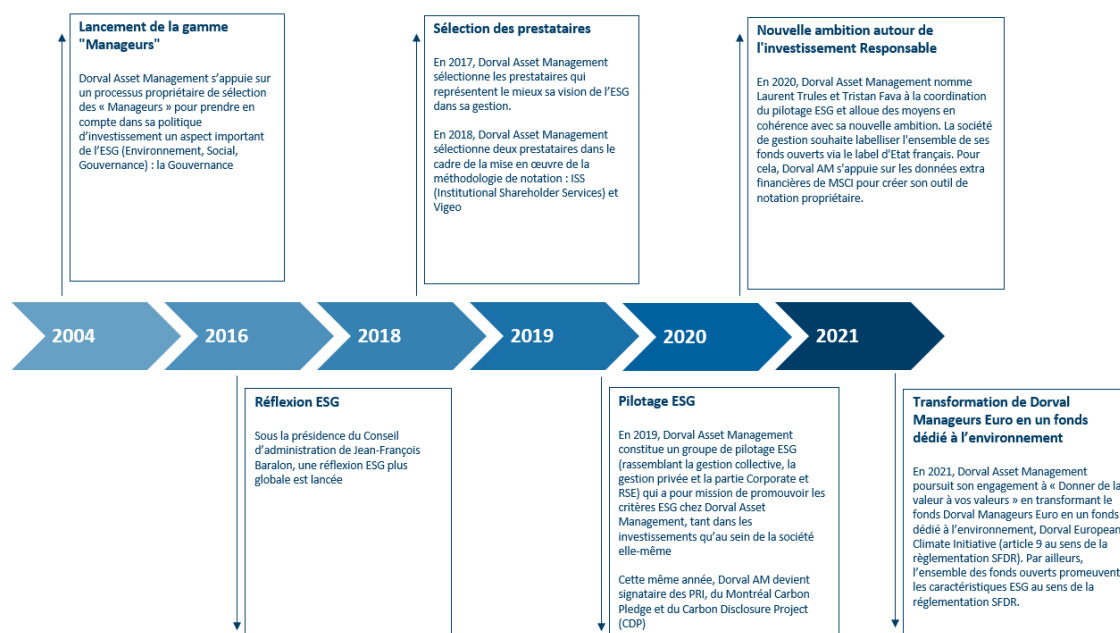 Lancement de la gamme
"Manageurs"
Dorval Asset Management s'appuie sur
un processus propriétaire de sélection
des « Manageurs » pour prendre en
compte dans sa politique
d'investissement un aspect important
de l'ESG (Environnement, Social,
Gouvernance) : la Gouvernance
Sélection des prestataires
En 2017, Dorval Asset Management
sélectionne les prestataires qui
représentent le mieux sa vision de l'ESG
dans sa gestion.
En 2018, Dorval Asset Management
sélectionne deux prestataires dans le
cadre de la mise en œuvre de la
méthodologie de notation : ISS
(Institutional Shareholder Services) et
Vigeo
Nouvelle ambition autour de
l'investissement Responsable
En 2020, Dorval Asset Management nomme
Laurent Trules et Tristan Fava à la coordination
du pilotage ESG et alloue des moyens en
cohérence avec sa nouvelle ambition. La société
de gestion souhaite labelliser l'ensemble de ses
fonds ouverts via le label d'Etat français. Pour
cela, Dorval AM s'appuie sur les données extra
financières de MSCI pour créer son outil de
notation propriétaire.
2004
2016
2018
2019
2020
2021
Réflexion ESG
Sous la présidence du Conseil
d'administration de Jean-François
Baralon, une réflexion ESG plus
globale est lancée
Pilotage ESG
En 2019, Dorval Asset Management
constitue un groupe de pilotage ESG
(rassemblant la gestion collective, la
gestion privée et la partie Corporate et
RSE) qui a pour mission de promouvoir les
critères ESG chez Dorval Asset
Management, tant dans les
investissements qu'au sein de la société
elle-même
Cette même année, Dorval AM devient
signataire des PRI, du Montréal Carbon
Pledge et du Carbon Disclosure Project
(CDP)
Transformation de Dorval
Manageurs Euro en un fonds
dédié à l'environnement
En 2021, Dorval Asset Management
poursuit son engagement à « Donner de la
valeur à vos valeurs » en transformant le
fonds Dorval Manageurs Euro en un fonds
dédié à l'environnement, Dorval European
Climate Initiative (article 9 au sens de la
règlementation SFDR). Par ailleurs,
l'ensemble des fonds ouverts promeuvent
les caractéristiques ESG au sens de la
réglementation SFDR.